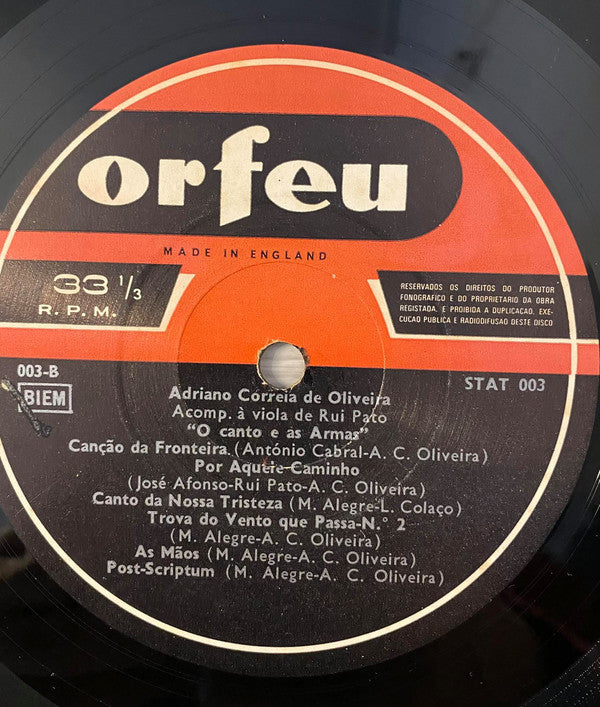 orfeu
MADE IN ENGLAND
33 1/3
R. P. M.
RESERVADOS OS DIREITOS DO PRODUTOR
FONOGRAFICO E DO PROPRIETARIO DA OBRA
REGISTADA. E PROIBIDA A DUPLICAÇAO. EXE-
CUCAO PUBLICA E RADIODIFUSAO DESTE DISCO
003-B
BIEM
STAT 003
Adriano Correia de Oliveira
Acomp. à viola de Rui Pato
"O canto e as Armas"
Canção da Fronteira (António Cabral-A. C. Oliveira)
Por Aquele Caminho
(José Afonso-Rui Pato-A. C. Oliveira)
Canto da Nossa Tristeza (M. Alegre-L. Colaço)
Trova do Vento que Passa-N.° 2
(M. Alegre-A. C. Oliveira)
As Mãos (M. Alegre-A. C. Oliveira)
Post-Scriptum (M. Alegre-A. C. Oliveira)